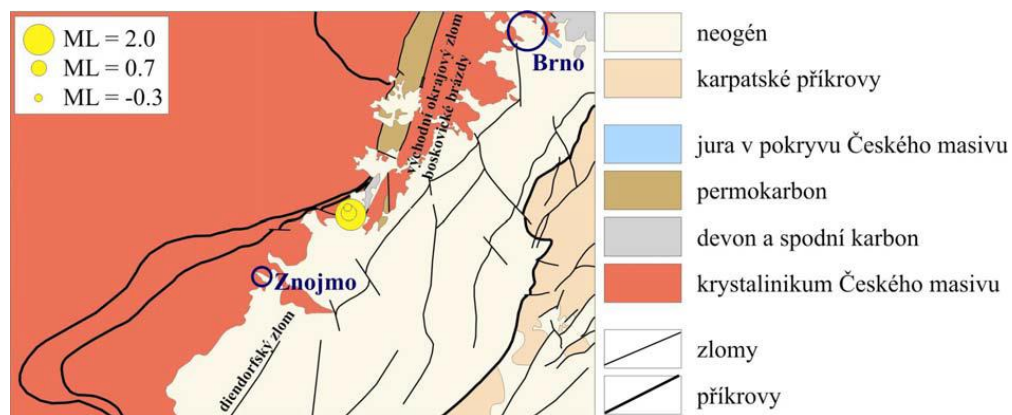 ML = 2.0
ML = 0.7
ML = -0.3
Brno
východní okrajový zlom
boskovické brázdy
Znojmo
diendorfský zlom
neogén
karpatské příkrovy
jura v pokryvu Českého masivu
permokarbon
devon a spodní karbon
krystalinikum Českého masivu
zlomy
příkrovy